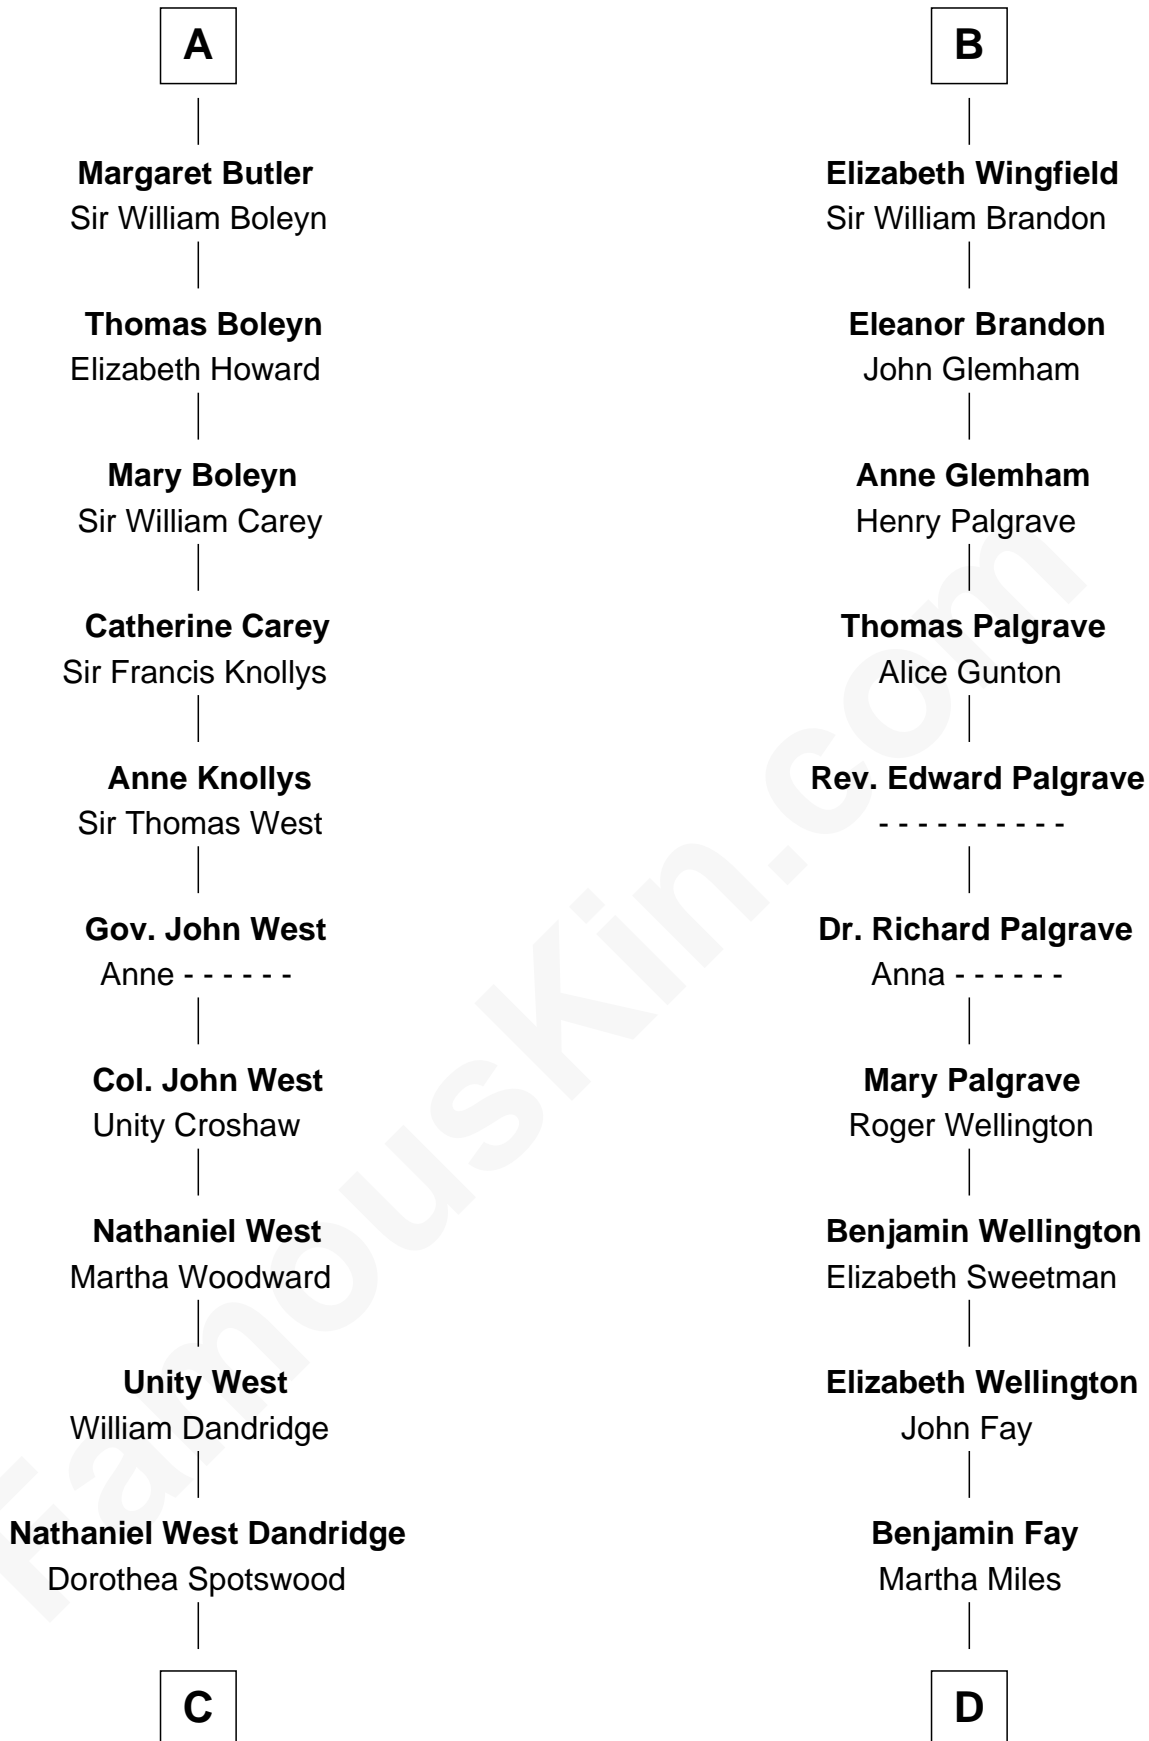 A
Margaret Butler
Sir William Boleyn
Thomas Boleyn
Elizabeth Howard
Mary Boleyn
Sir William Carey
Catherine Carey
Sir Francis Knollys
Anne Knollys
Sir Thomas West
Gov. John West
Anne - - - - - -
Col. John West
Unity Croshaw
Nathaniel West
Martha Woodward
Unity West
William Dandridge
Nathaniel West Dandridge
Dorothea Spotswood
C
B
Elizabeth Wingfield
Sir William Brandon
Eleanor Brandon
John Glemham
Anne Glemham
Henry Palgrave
Thomas Palgrave
Alice Gunton
Rev. Edward Palgrave
- - - - - - - - - -
Dr. Richard Palgrave
Anna - - - - - -
Mary Palgrave
Roger Wellington
Benjamin Wellington
Elizabeth Sweetman
Elizabeth Wellington
John Fay
Benjamin Fay
Martha Miles
D
FamousKin.com